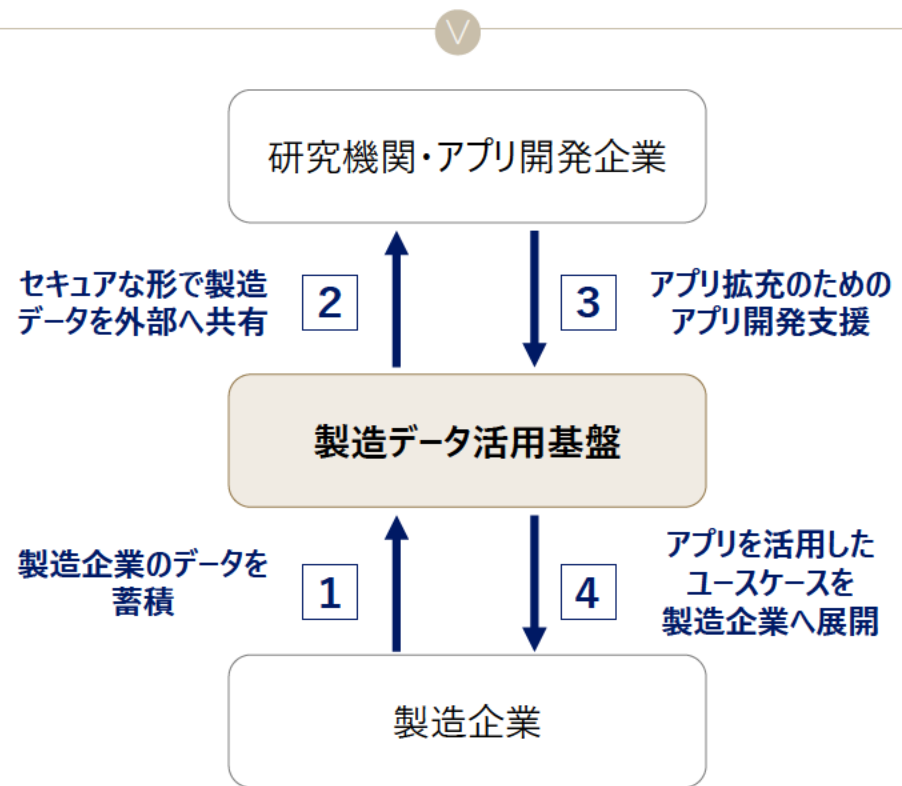 V
研究機関・アプリ開発企業
セキュアな形で製造
データを外部へ共有
2
3
アプリ拡充のための
アプリ開発支援
製造データ活用基盤
製造企業のデータを
蓄積
1
4
アプリを活用した
ユースケースを
製造企業へ展開
製造企業